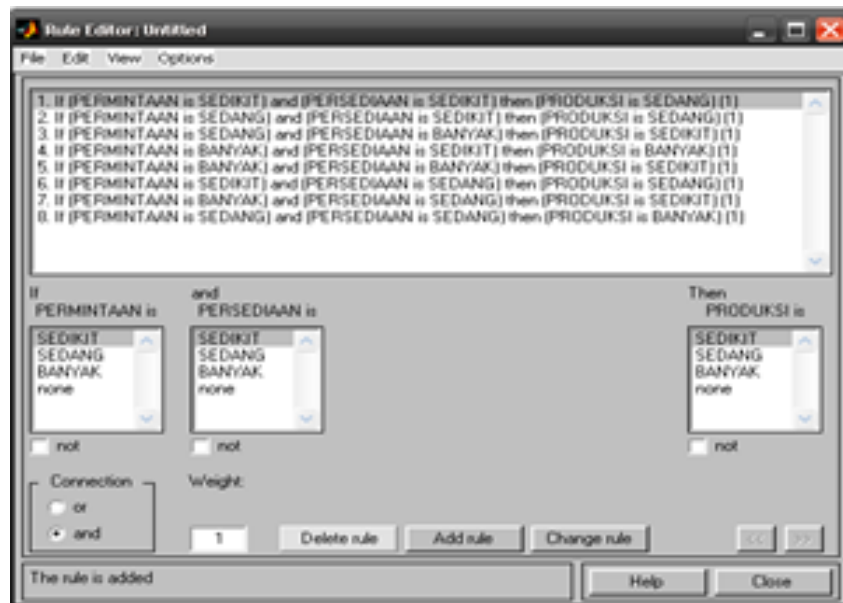 Rule Editor: Untitled
File Edit View Options
1. If (PERMINTAAN is SEDIKIT) and (PERSEDIAAN is SEDIKIT) then (PRODUKSI is SEDANG) (1)
2. If (PERMINTAAN is SEDANG) and (PERSEDIAAN is SEDIKIT) then (PRODUKSI is SEDANG) (1)
3. If (PERMINTAAN is SEDANG) and (PERSEDIAAN is BANYAK) then (PRODUKSI is SEDIKIT) (1)
4. If (PERMINTAAN is BANYAK) and (PERSEDIAAN is SEDIKIT) then (PRODUKSI is BANYAK) (1)
5. If (PERMINTAAN is BANYAK) and (PERSEDIAAN is BANYAK) then (PRODUKSI is SEDIKIT) (1)
6. If (PERMINTAAN is SEDIKIT) and (PERSEDIAAN is SEDANG) then (PRODUKSI is SEDANG) (1)
7. If (PERMINTAAN is BANYAK) and (PERSEDIAAN is SEDANG) then (PRODUKSI is SEDIKIT) (1)
8. If (PERMINTAAN is SEDANG) and (PERSEDIAAN is SEDANG) then (PRODUKSI is BANYAK) (1)
If
PERMINTAAN is
SEDIKIT
SEDANG
BANYAK
none
not
and
PERSEDIAAN is
SEDIKIT
SEDANG
BANYAK
none
not
Then
PRODUKSI is
SEDIKIT
SEDANG
BANYAK
none
not
Connection
or
and
Weight:
1
Delete rule
Add rule
Change rule
<<
>>
The rule is added
Help
Close